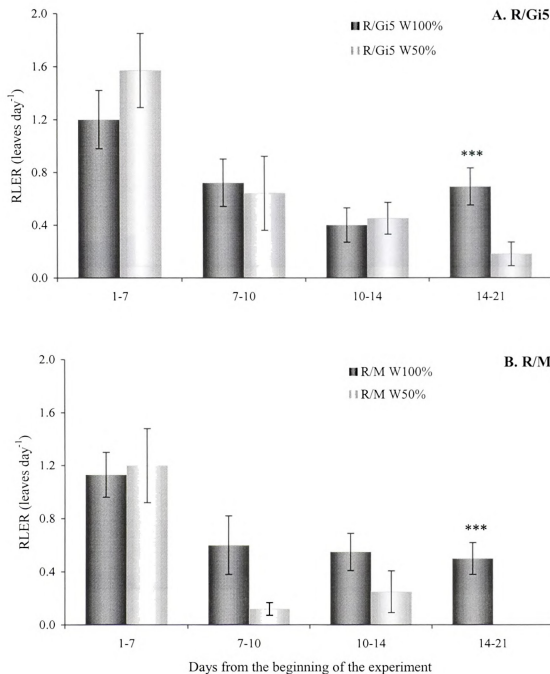 A. R/Gi5
R/Gi5 W100%
R/Gi5 W50%
RLER (leaves day-1)
2.0
1.6
1.2
0.8
0.4
0.0
***
1-7 7-10 10-14 14-21
B. R/M
R/M W100%
R/M W50%
RLER (leaves day-1)
2.0
1.6
1.2
0.8
0.4
0.0
***
1-7 7-10 10-14 14-21
Days from the beginning of the experiment